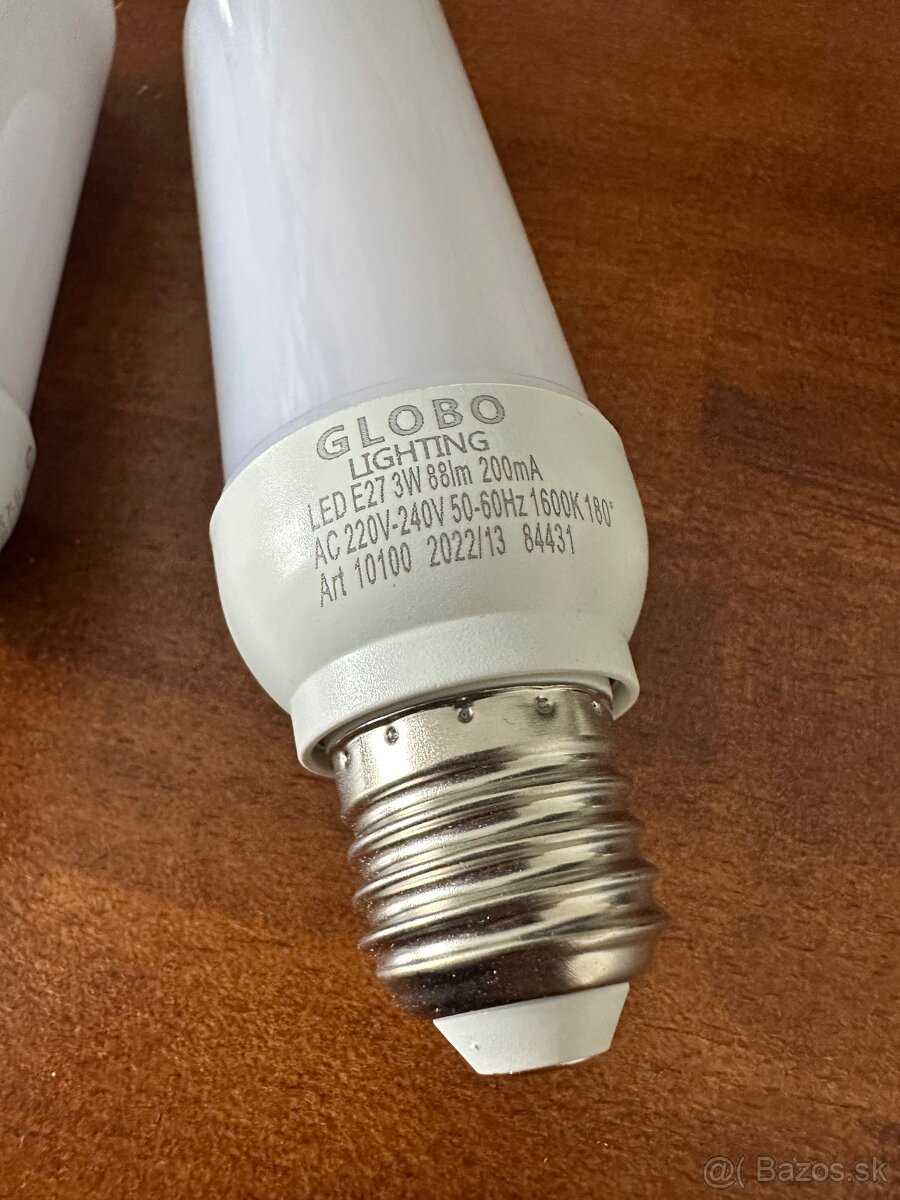 GLOBO
LIGHTING
LED E27 3W 88lm 200mA
AC 220V-240V 50-60Hz 1600K 180°
Art 10100 2022/13 84431
@( Bazos.sk